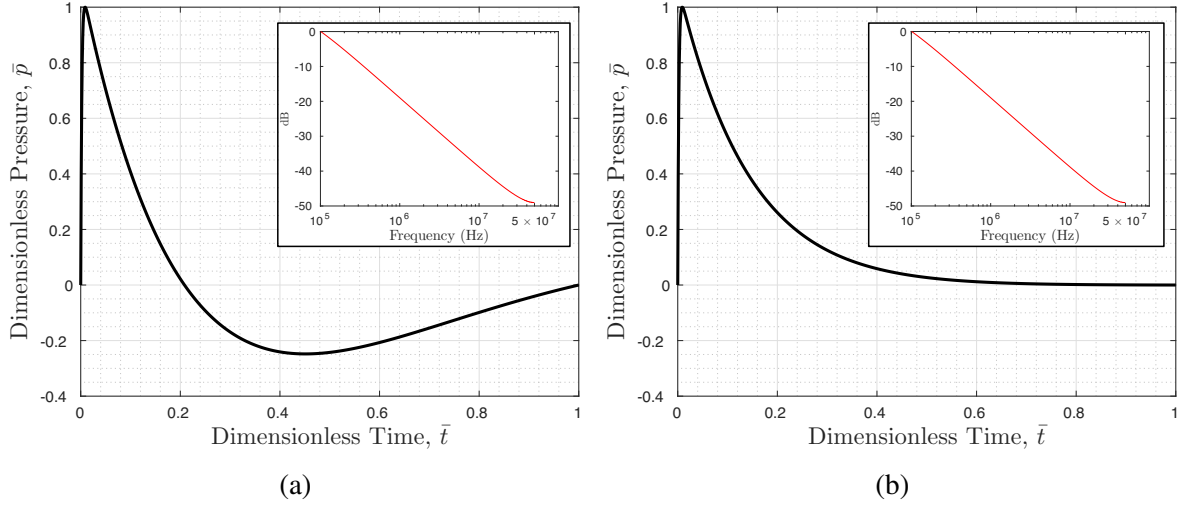 1
0.8
0.6
0.4
0.2
0
-0.2
-0.4
Dimensionless Pressure, p̄
0 0.2 0.4 0.6 0.8 1
Dimensionless Time, t̄
0
-10
-20
-30
-40
-50
dB
10^5 10^6 10^7 5 × 10^7
Frequency (Hz)
(a)
1
0.8
0.6
0.4
0.2
0
-0.2
-0.4
Dimensionless Pressure, p̄
0 0.2 0.4 0.6 0.8 1
Dimensionless Time, t̄
0
-10
-20
-30
-40
-50
dB
10^5 10^6 10^7 5 × 10^7
Frequency (Hz)
(b)